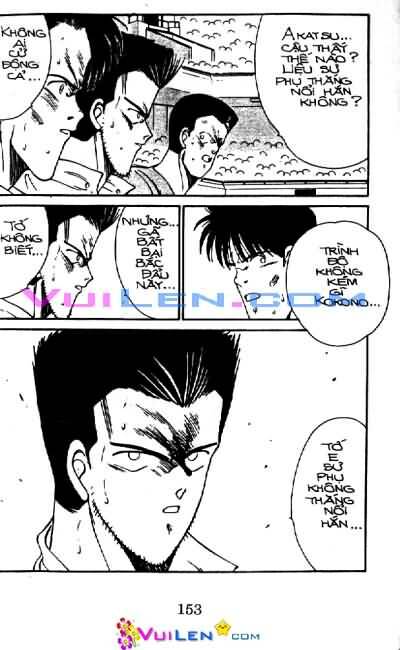 KHÔNG
AI
CỬ
ĐỘNG
CẢ...
AKATSU...
CẬU THẤY
THẾ NÀO?
LIỆU SƯ
PHỤ THẮNG
NỔI HẮN
KHÔNG?
TỚ
KHÔNG
BIẾT...
NHƯNG...
GÃ
BẤT
BẠI
BẮC
ĐẨU
NÀY...
TRÌNH
ĐỘ
KHÔNG
KÉM
GÌ
KOKONO...
VuiLen.com
TỚ
E
SƯ
PHỤ
KHÔNG
THẮNG
NỔI
HẮN...
153
VuiLen.com